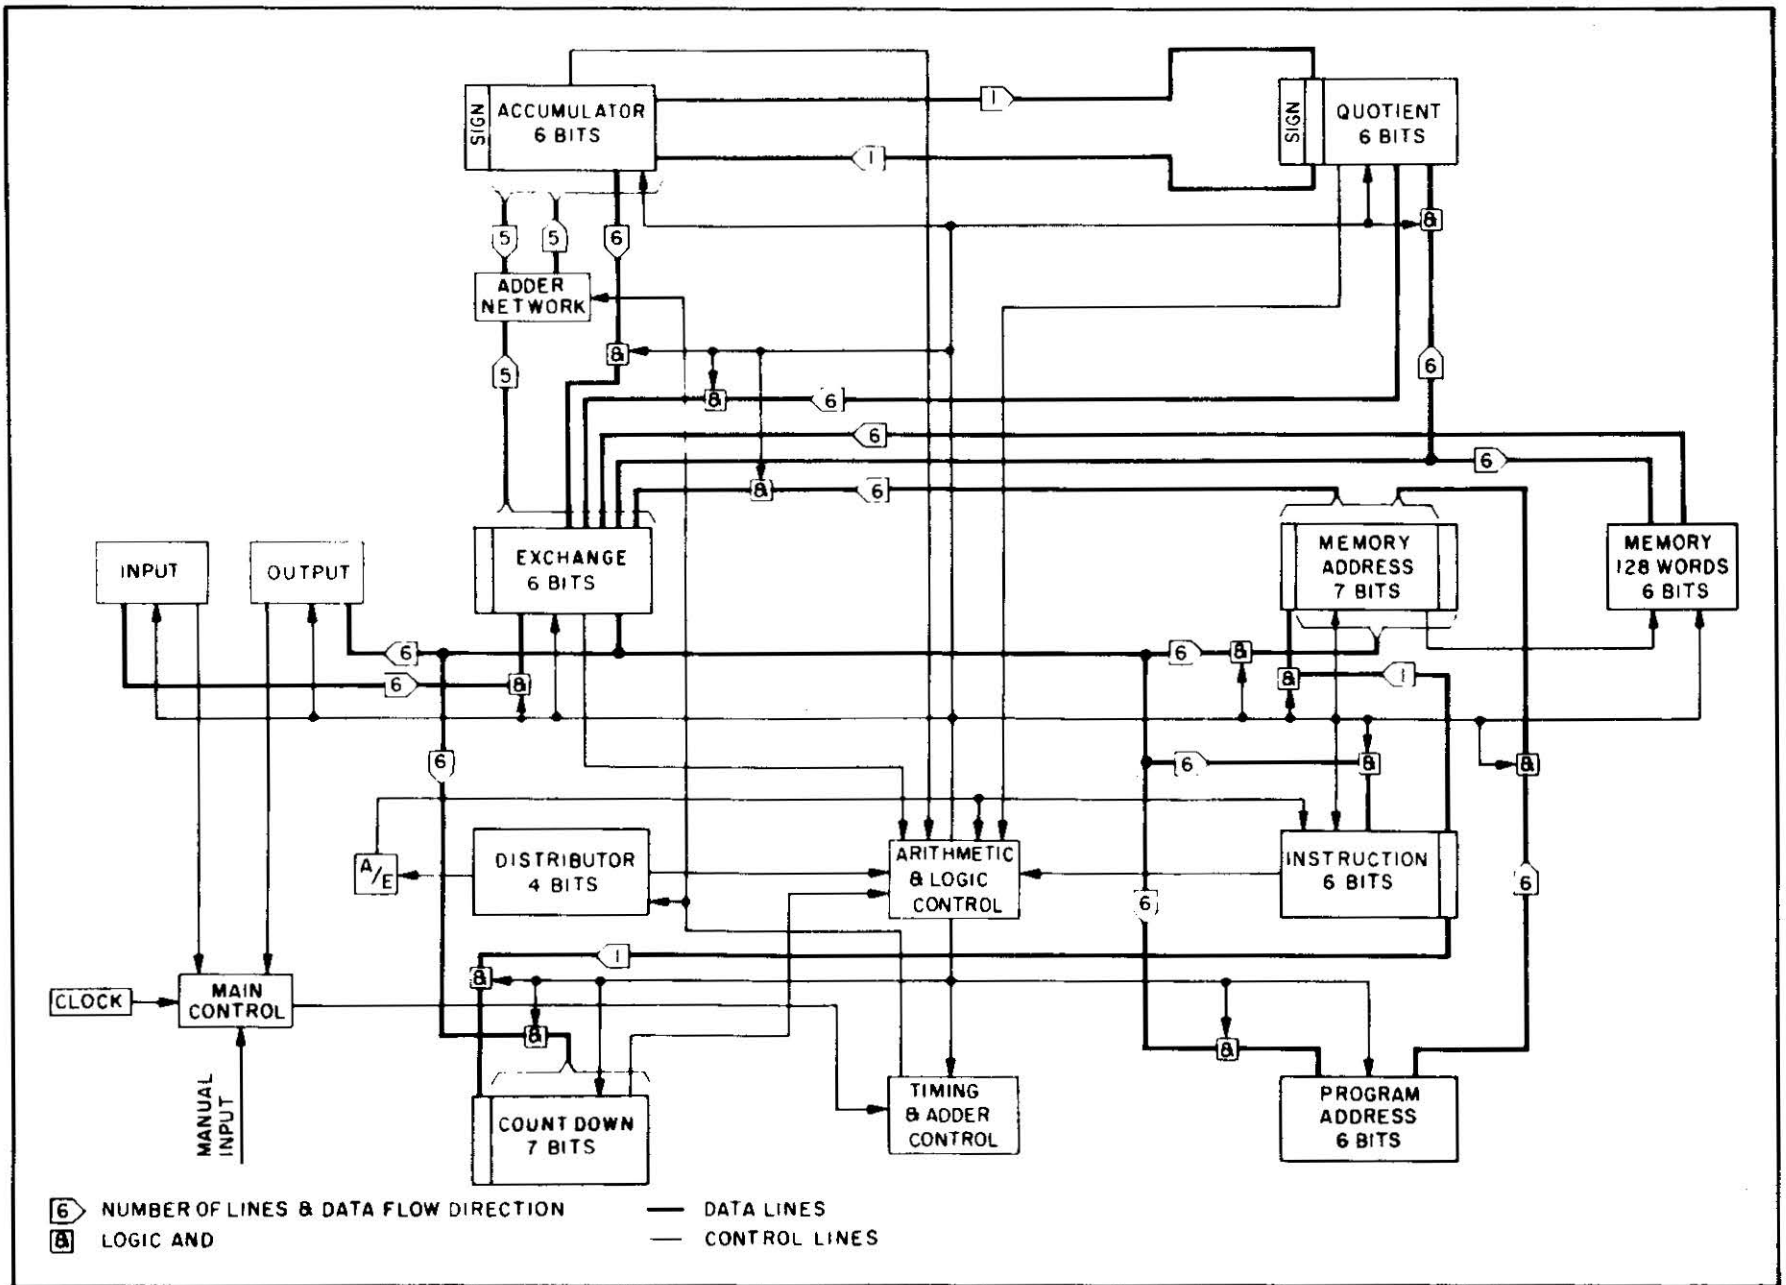 SIGN
ACCUMULATOR
6 BITS
1
SIGN
QUOTIENT
6 BITS
1
&
5
5
6
ADDER
NETWORK
&
5
6
&
6
6
6
&
6
INPUT
OUTPUT
EXCHANGE
6 BITS
MEMORY
ADDRESS
7 BITS
MEMORY
128 WORDS
6 BITS
6
6
&
6
&
&
1
6
6
&
&
A/E
DISTRIBUTOR
4 BITS
ARITHMETIC
& LOGIC
CONTROL
INSTRUCTION
6 BITS
6
6
1
&
CLOCK
MAIN
CONTROL
&
&
MANUAL
INPUT
COUNT DOWN
7 BITS
TIMING
& ADDER
CONTROL
PROGRAM
ADDRESS
6 BITS
6 NUMBER OF LINES & DATA FLOW DIRECTION
DATA LINES
& LOGIC AND
CONTROL LINES